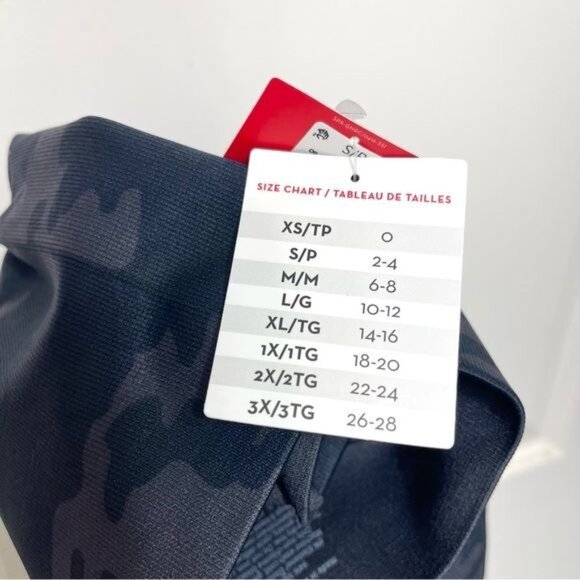 S/P
SIZE CHART / TABLEAU DE TAILLES
XS/TP 0
S/P 2-4
M/M 6-8
L/G 10-12
XL/TG 14-16
1X/1TG 18-20
2X/2TG 22-24
3X/3TG 26-28